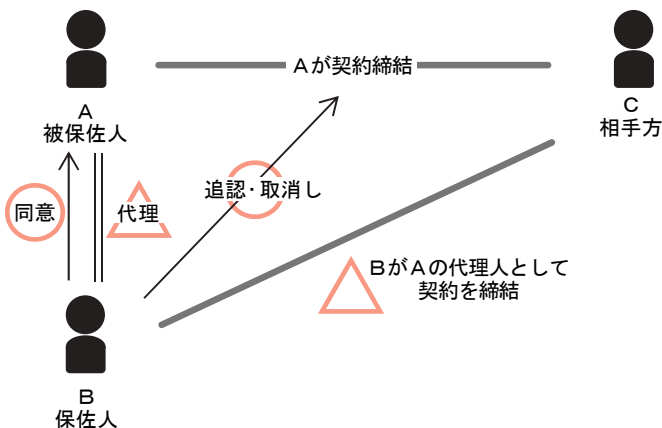 Aが契約締結
A
被保佐人
C
相手方
同意
代理
追認・取消し
BがAの代理人として
契約を締結
B
保佐人